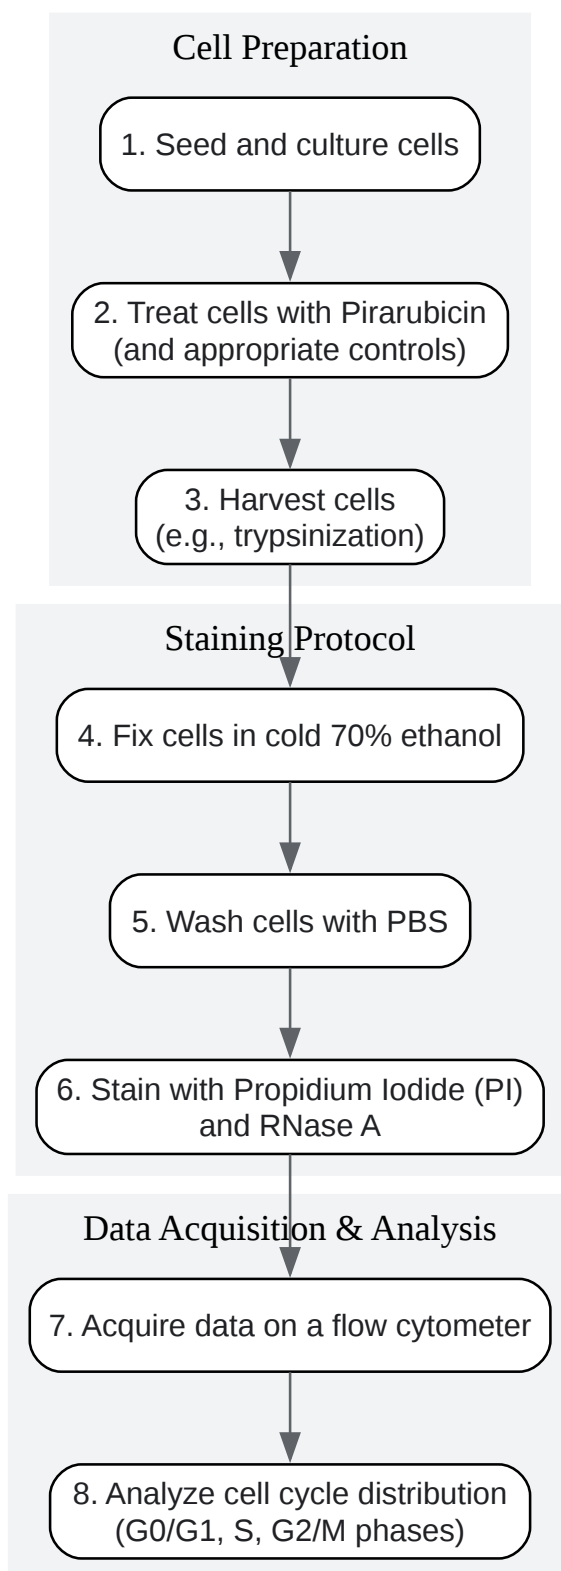 Cell Preparation
1. Seed and culture cells
2. Treat cells with Pirarubicin
(and appropriate controls)
3. Harvest cells
(e.g., trypsinization)
Staining Protocol
4. Fix cells in cold 70% ethanol
5. Wash cells with PBS
6. Stain with Propidium Iodide (PI)
and RNase A
Data Acquisition & Analysis
7. Acquire data on a flow cytometer
8. Analyze cell cycle distribution
(G0/G1, S, G2/M phases)